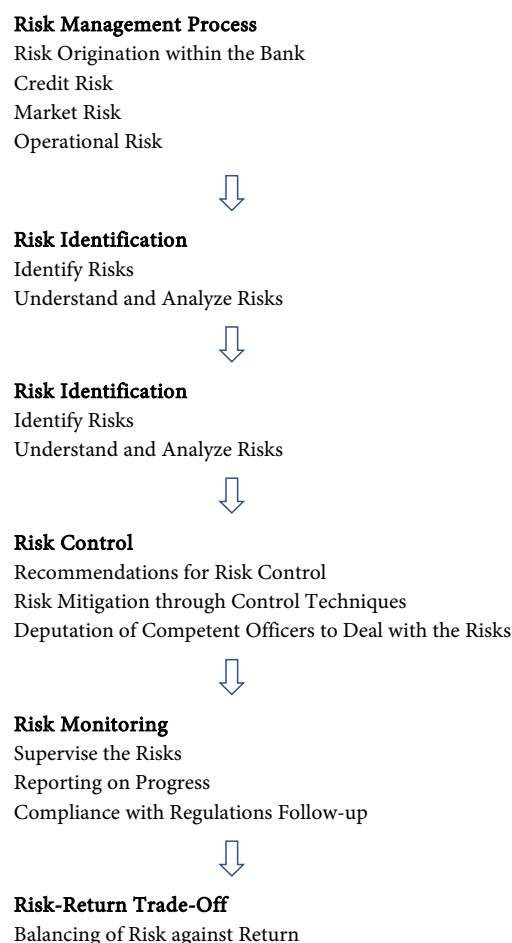 Risk Management Process
Risk Origination within the Bank
Credit Risk
Market Risk
Operational Risk
Risk Identification
Identify Risks
Understand and Analyze Risks
Risk Identification
Identify Risks
Understand and Analyze Risks
Risk Control
Recommendations for Risk Control
Risk Mitigation through Control Techniques
Deputation of Competent Officers to Deal with the Risks
Risk Monitoring
Supervise the Risks
Reporting on Progress
Compliance with Regulations Follow-up
Risk-Return Trade-Off
Balancing of Risk against Return